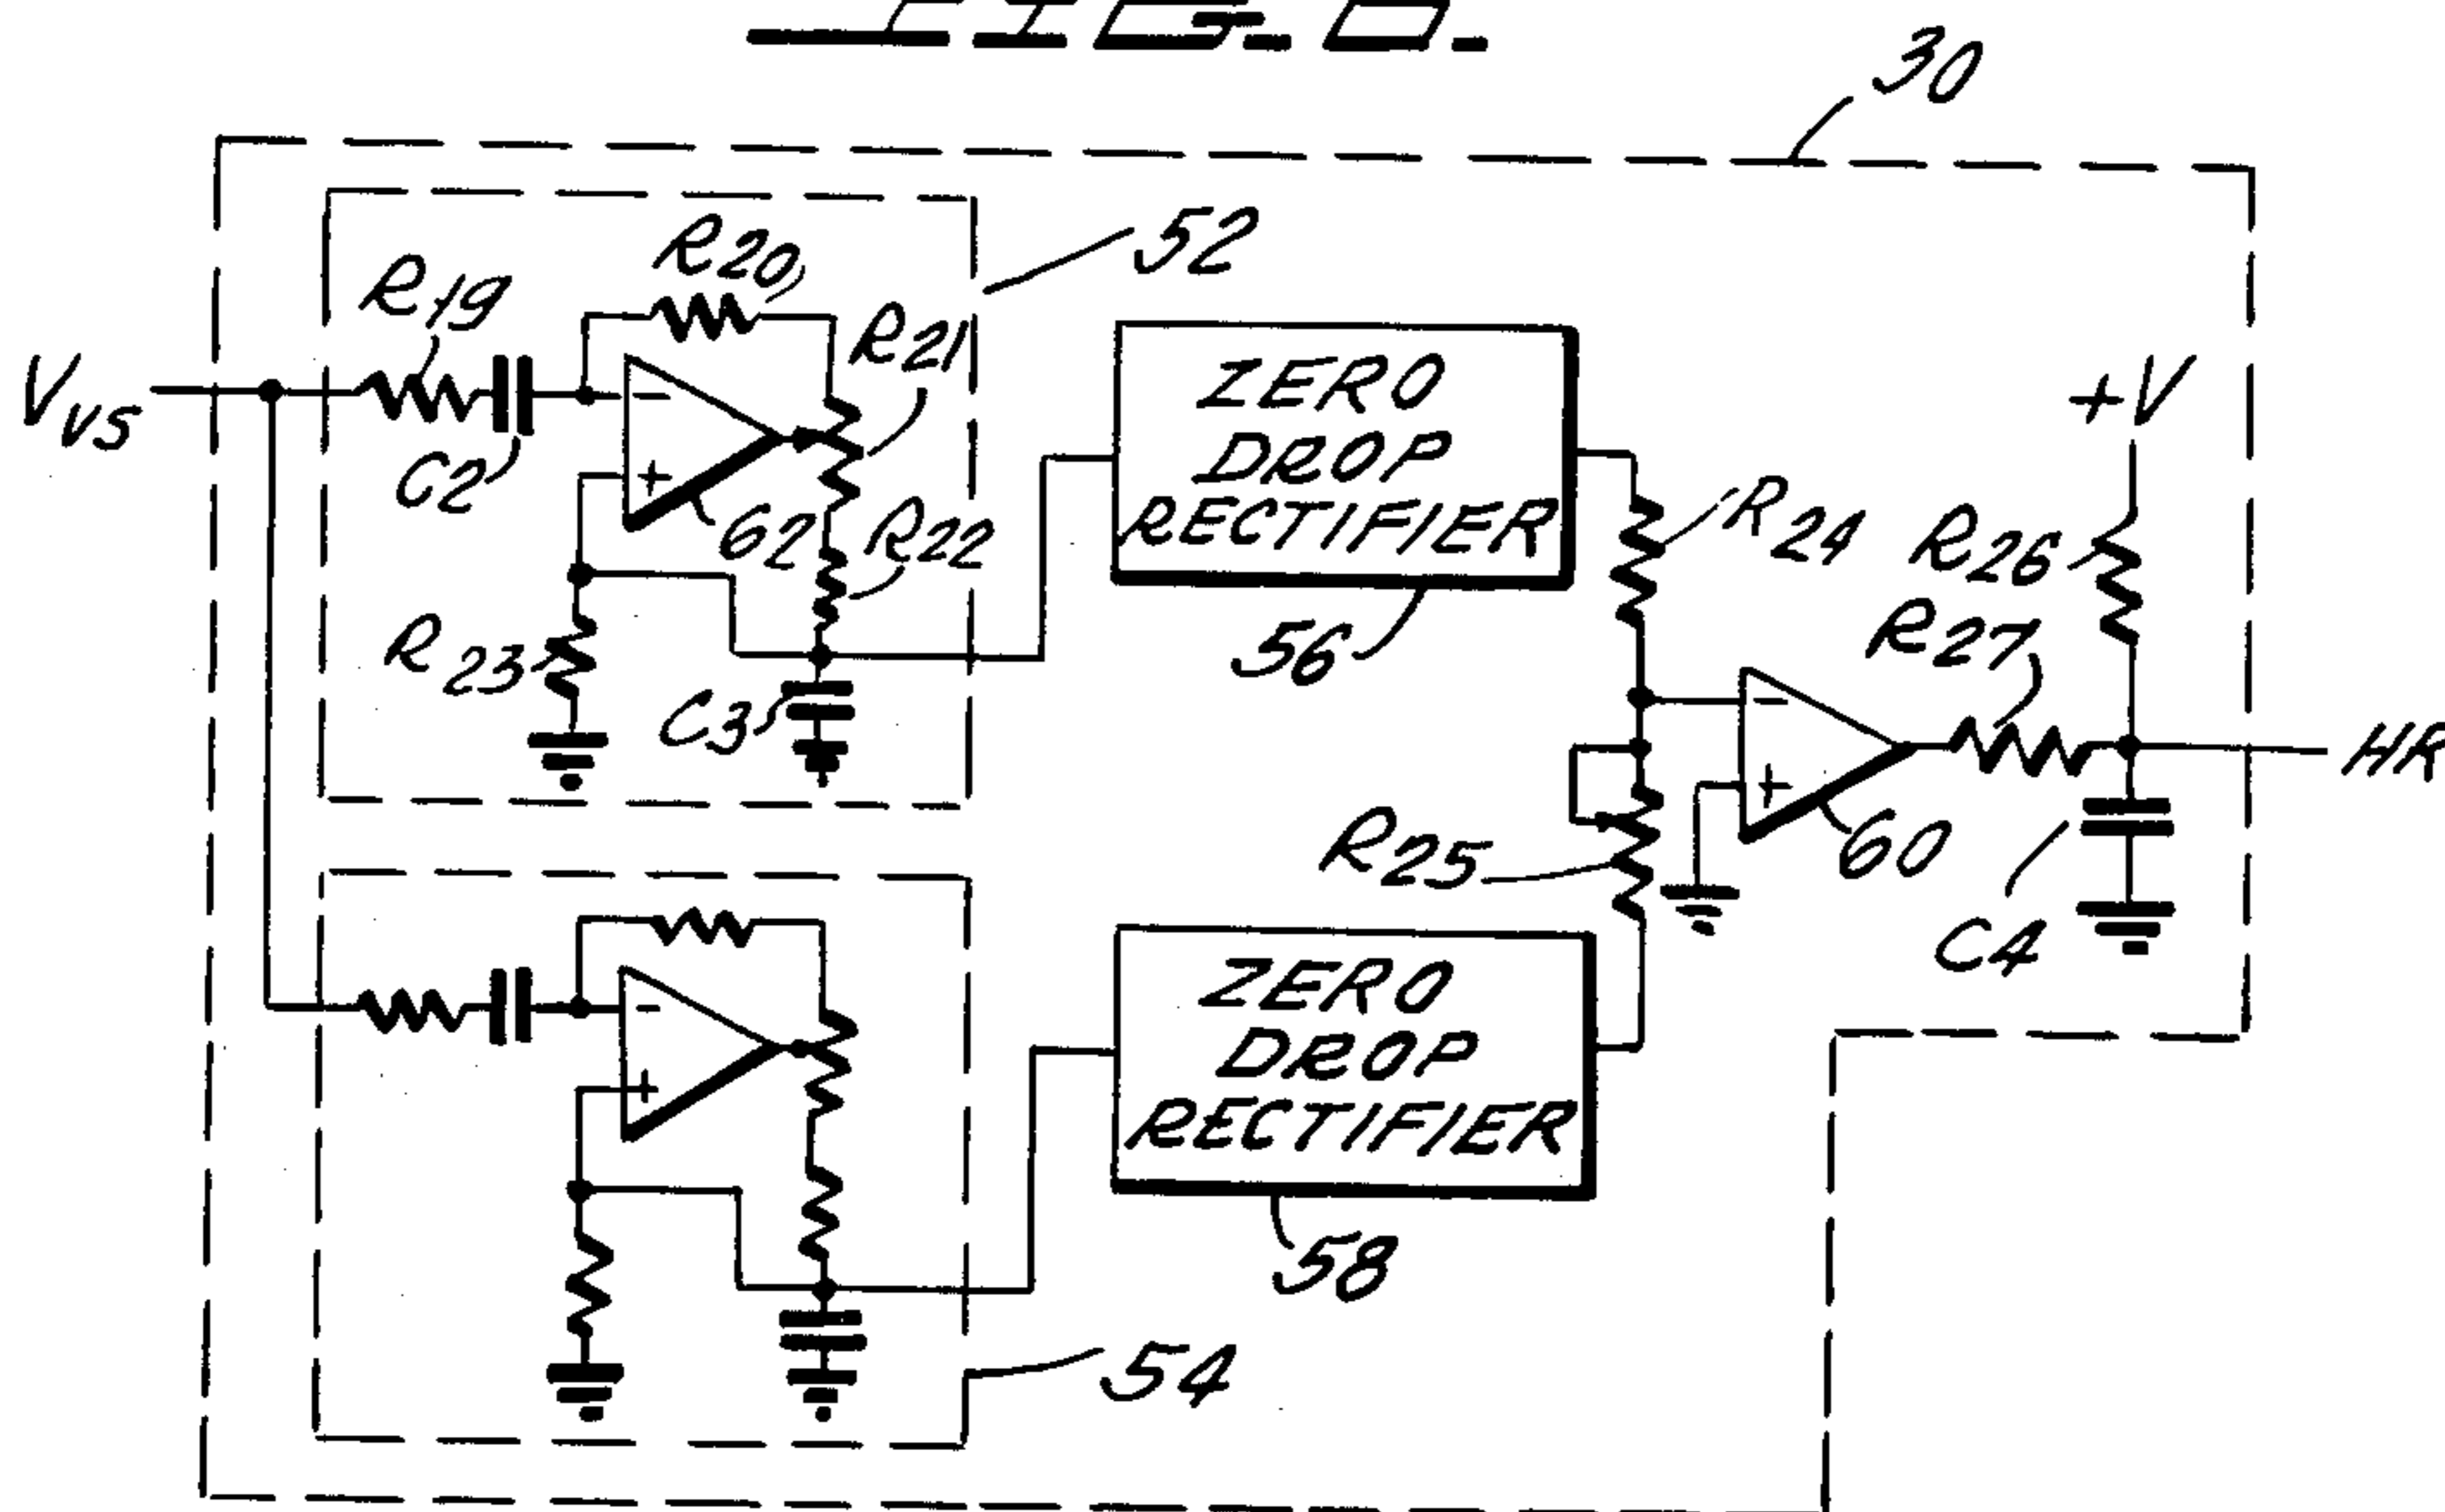 30
52
R20
R19
R21
VVS
C2
62
R22
R23
C3
ZERO
DROP
RECTIFIER
56
R24
+V
R26
R27
HR
R25
60
C4
ZERO
DROP
RECTIFIER
58
54
-
+
-
+
-
+